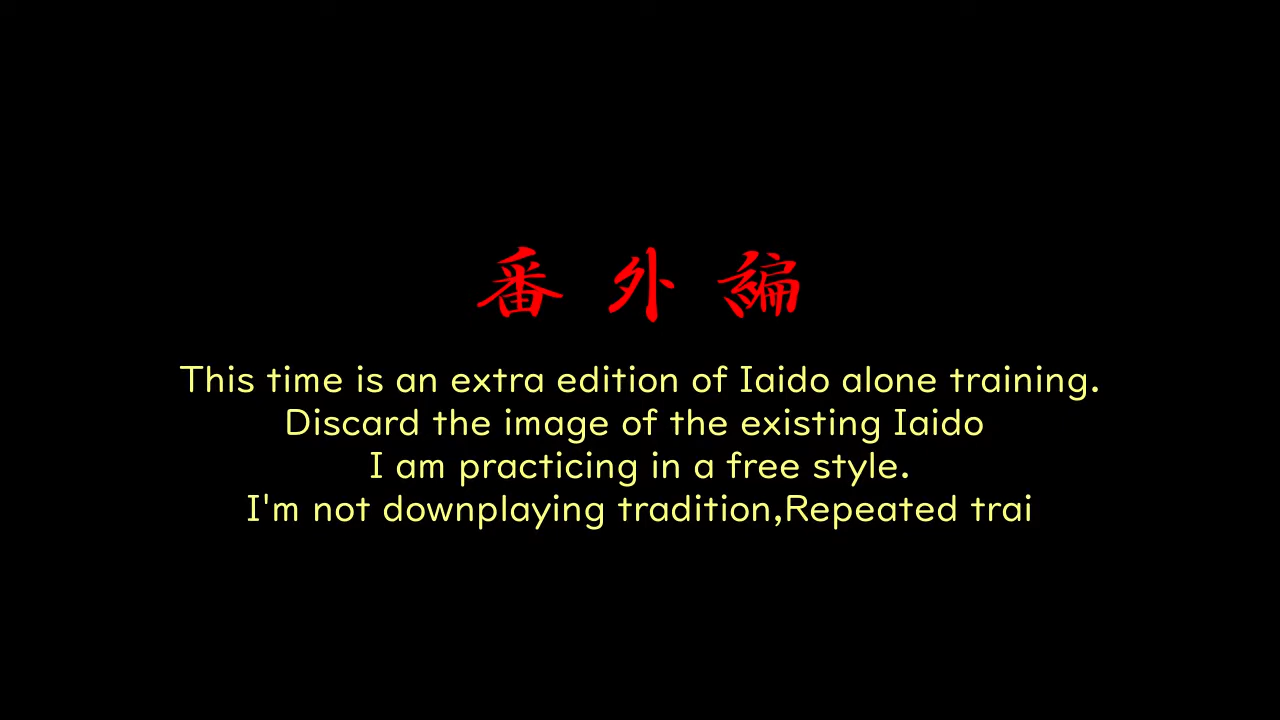 番外編
This time is an extra edition of Iaido alone training.
Discard the image of the existing Iaido
I am practicing in a free style.
I'm not downplaying tradition,Repeated trai